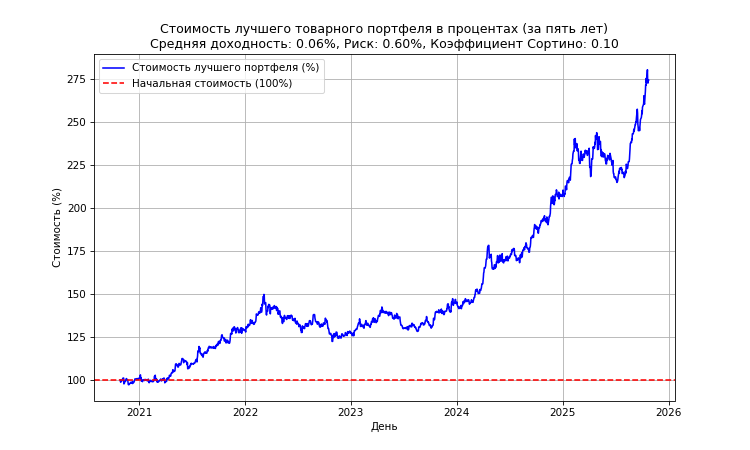 Стоимость лучшего товарного портфеля в процентах (за пять лет)
Средняя доходность: 0.06%, Риск: 0.60%, Коэффициент Сортино: 0.10
Стоимость лучшего портфеля (%)
Начальная стоимость (100%)
Стоимость (%)
275
250
225
200
175
150
125
100
2021
2022
2023
2024
2025
2026
День